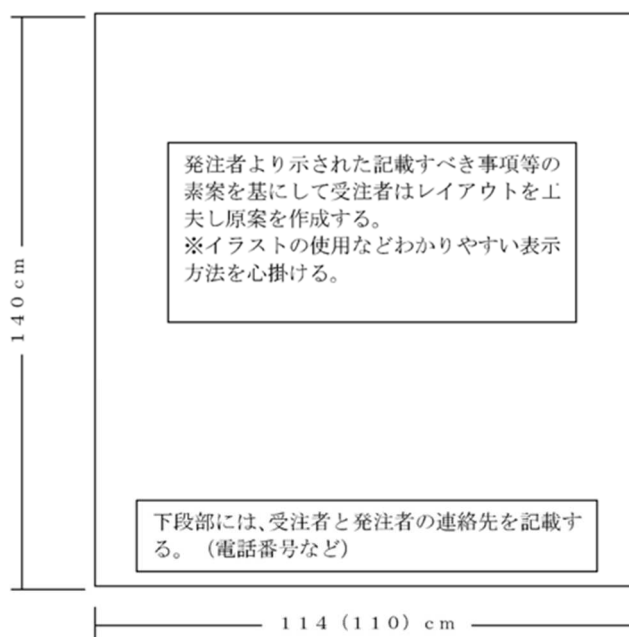 発注者より示された記載すべき事項等の
素案を基にして受注者はレイアウトを工
夫し原案を作成する。
※イラストの使用などわかりやすい表示
方法を心掛ける。
140cm
下段部には、受注者と発注者の連絡先を記載す
る。（電話番号など）
114(110)cm